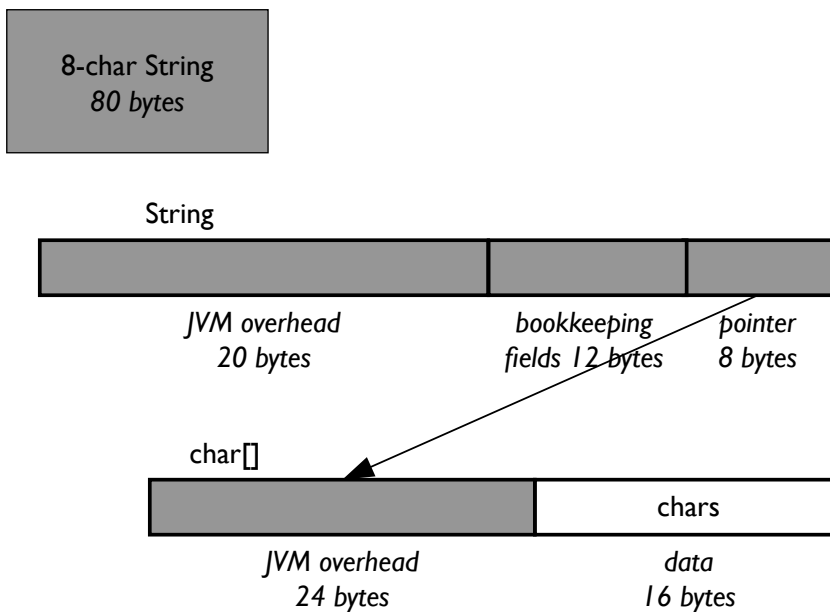 8-char String
80 bytes
String
JVM overhead
20 bytes
bookkeeping
fields 12 bytes
pointer
8 bytes
char[]
chars
JVM overhead
24 bytes
data
16 bytes